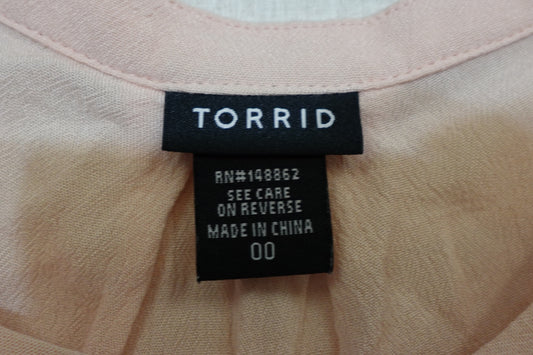 TORRID
RN#148862
SEE CARE
ON REVERSE
MADE IN CHINA
00